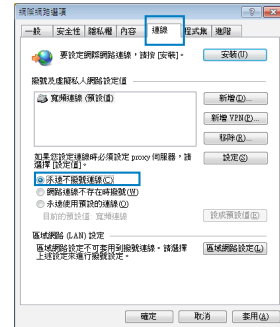 網際網路選項
一般 安全性 隱私權 內容 連線 程式集 進階
要設定網際網路連線，請按 [安裝]。
安裝(U)
撥號及虛擬私人網路設定值
寬頻連線 (預設值)
新增(D)...
新增 VPN(P)...
移除(R)...
如果您設定連線時必須設定 proxy 伺服器，請
選擇 [設定值]。
設定(S)
永遠不撥號連線(C)
網路連線不存在時撥號(W)
永遠使用預設的連線(O)
目前的預設值: 寬頻連線
設成預設值(E)
區域網路 (LAN) 設定
區域網路設定不可套用到撥號連線。請選擇
上述設定來進行撥號設定。
區域網路設定(L)
確定 取消 套用(A)